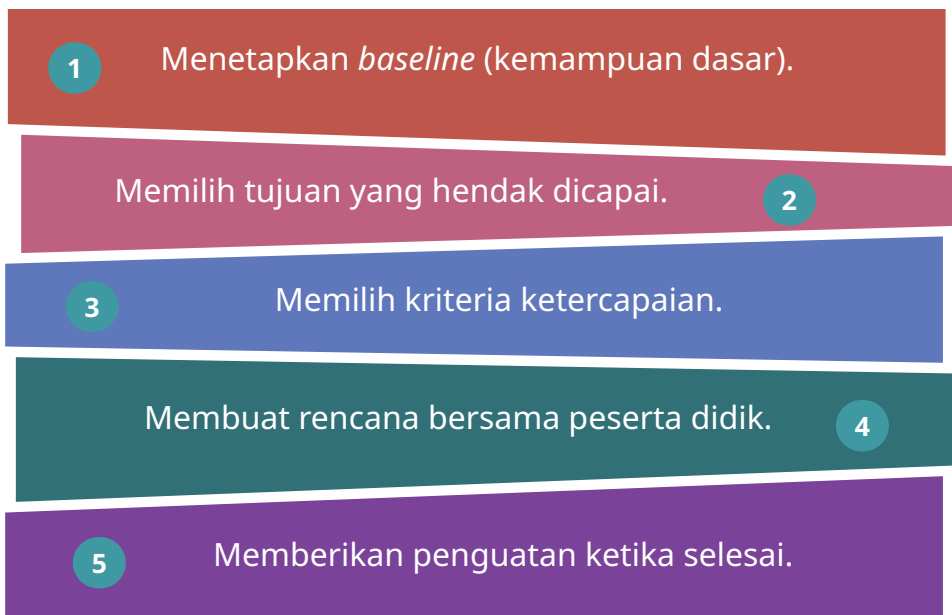 1 Menetapkan baseline (kemampuan dasar).
Memilih tujuan yang hendak dicapai. 2
3 Memilih kriteria ketercapaian.
Membuat rencana bersama peserta didik. 4
5 Memberikan penguatan ketika selesai.